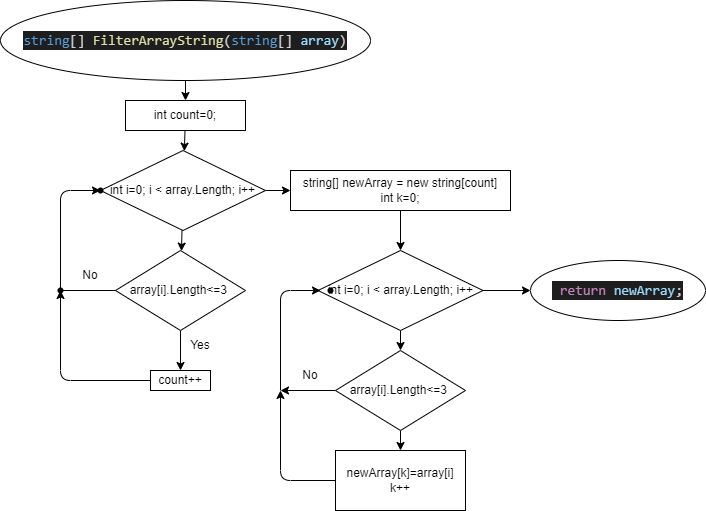 string[] FilterArrayString(string[] array)
int count=0;
int i=0; i < array.Length; i++
string[] newArray = new string[count]
int k=0;
No
array[i].Length<=3
Yes
count++
int i=0; i < array.Length; i++
return newArray;
No
array[i].Length<=3
newArray[k]=array[i]
k++